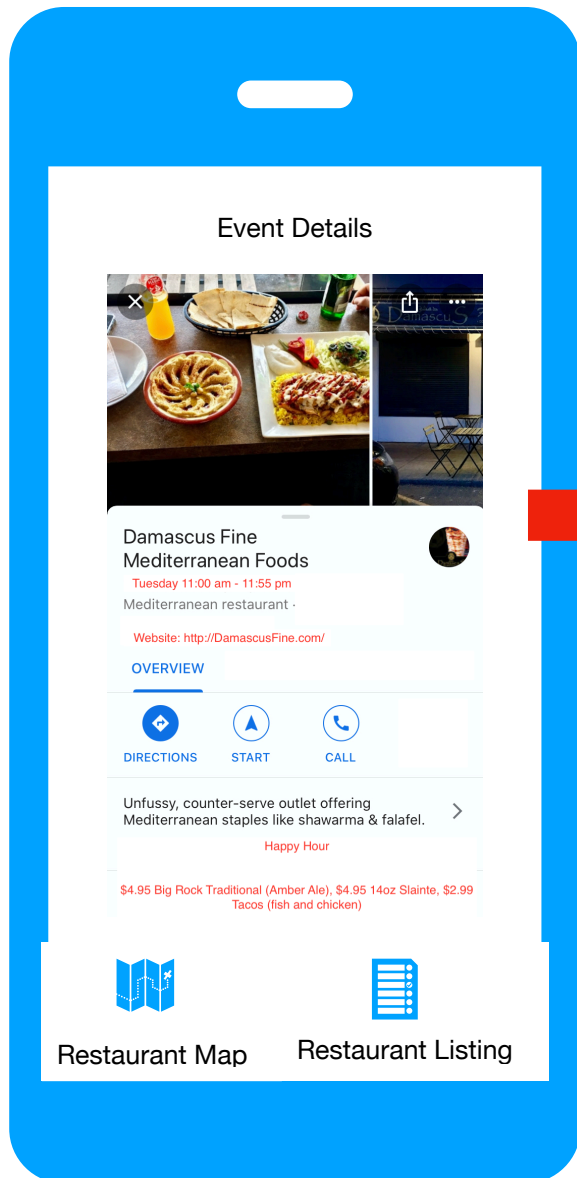 Event Details
DamascuS
Damascus Fine
Mediterranean Foods
Tuesday 11:00 am - 11:55 pm
Mediterranean restaurant ·
Website: http://DamascusFine.com/
OVERVIEW
DIRECTIONS START CALL
Unfussy, counter-serve outlet offering
Mediterranean staples like shawarma & falafel.
Happy Hour
$4.95 Big Rock Traditional (Amber Ale), $4.95 14oz Slainte, $2.99
Tacos (fish and chicken)
Restaurant Map Restaurant Listing